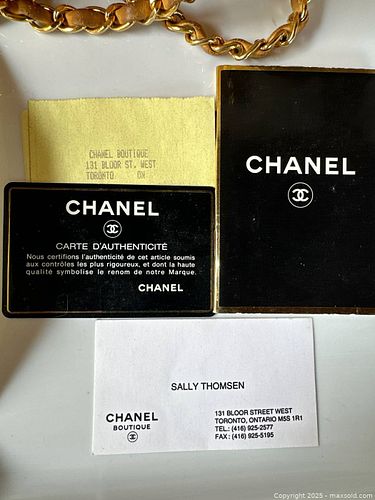 CHANEL BOUTIQUE
131 BLOOR ST. WEST
TORONTO ON
CHANEL
CHANEL
CARTE D'AUTHENTICITÉ
Nous certifions l'authenticité de cet article soumis
aux contrôles les plus rigoureux, et dont la haute
qualité symbolise le renom de notre Marque.
CHANEL
SALLY THOMSEN
CHANEL
BOUTIQUE
131 BLOOR STREET WEST
TORONTO, ONTARIO M5S 1R1
TEL.: (416) 925-2577
FAX: (416) 925-5195
Copyright 2025 - maxsold.com